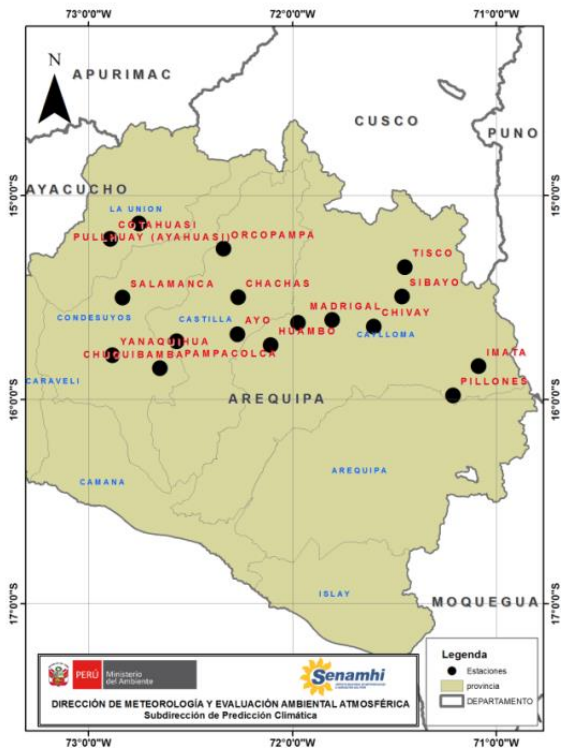 73°0'0"W 72°0'0"W 71°0'0"W
N
APURIMAC
CUSCO
PUNO
AYACUCHO
15°0'0"S 15°0'0"S
LA UNION
COTAHUASI
PULLHUAY (AYAHUASI) ORCOPAMPA
TISCO
SALAMANCA CHACHAS SIBAYO
CONDESUYOS CASTILLA AYO MADRIGAL CHIVAY
YANAQUIHUA HUAMBO CAYLLOMA
CHUQUIBAMBA PAMPACOLCA IMATA
CARAVELI PILLONES
16°0'0"S AREQUIPA 16°0'0"S
AREQUIPA
CAMANA
ISLAY
17°0'0"S MOQUEGUA 17°0'0"S
PERÚ Ministerio
del Ambiente
Senamhi
DIRECCIÓN DE METEOROLOGÍA Y EVALUACIÓN AMBIENTAL ATMOSFÉRICA
Subdirección de Predicción Climática
Legenda
Estaciones
provincia
DEPARTAMENTO
73°0'0"W 72°0'0"W 71°0'0"W